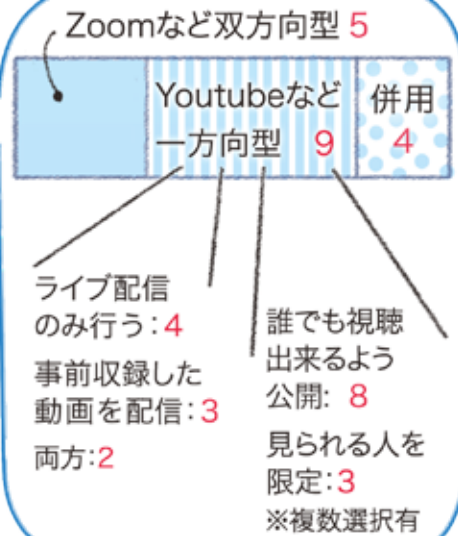 Zoomなど双方向型 5
Youtubeなど
一方向型 9
併用
4
ライブ配信
のみ行う：4
事前収録した
動画を配信：3
両方：2
誰でも視聴
出来るよう
公開: 8
見られる人を
限定：3
※複数選択有